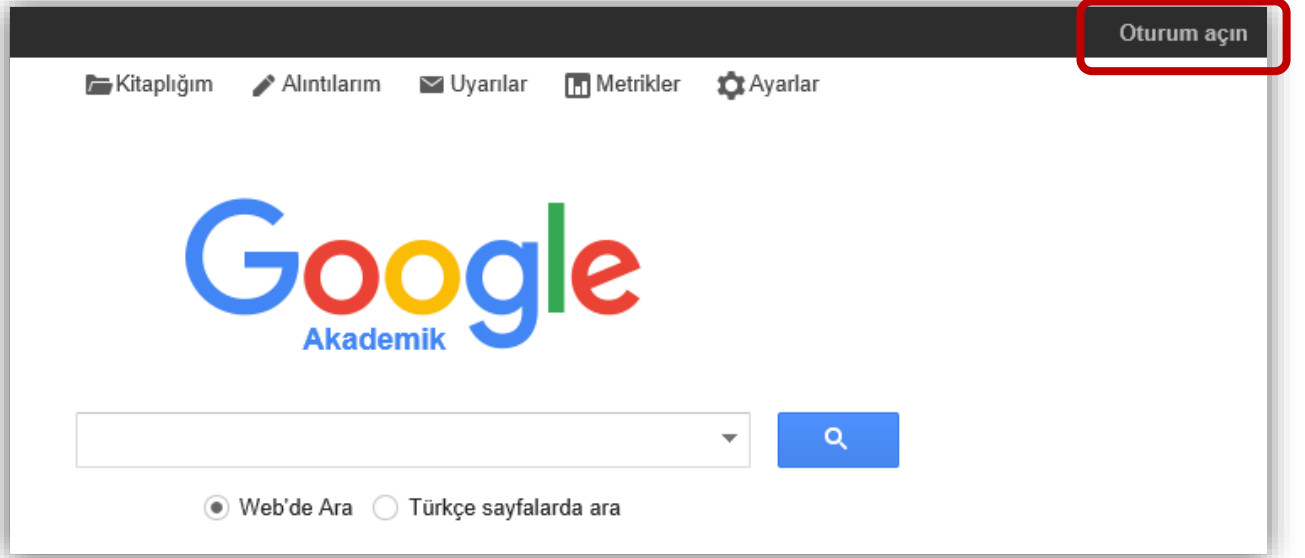 Oturum açın
Kitaplığım Alıntılarım Uyarılar Metrikler Ayarlar
Google
Akademik
Web'de Ara Türkçe sayfalarda ara